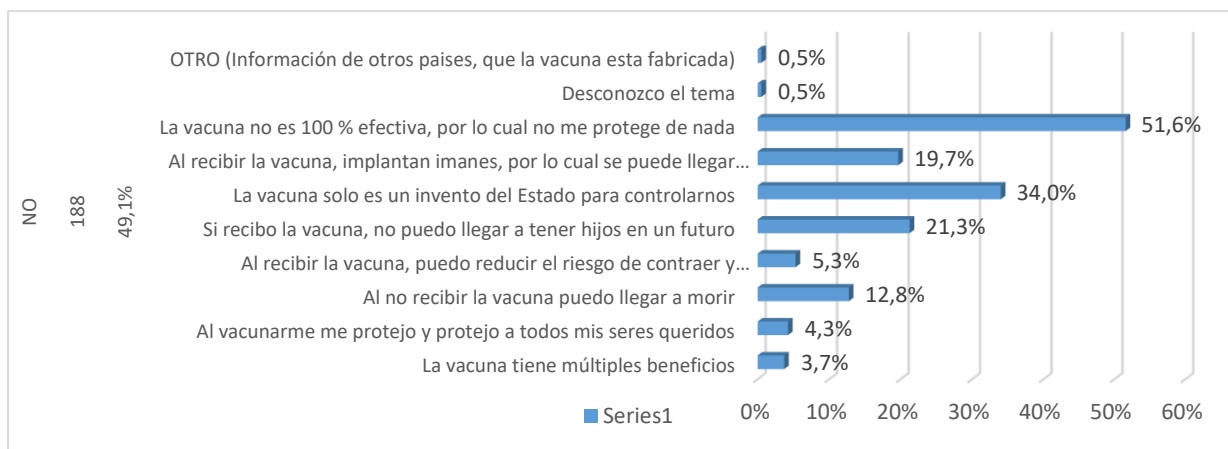 OTRO (Información de otros paises, que la vacuna esta fabricada)
0,5%
Desconozco el tema
0,5%
La vacuna no es 100 % efectiva, por lo cual no me protege de nada
51,6%
Al recibir la vacuna, implantan imanes, por lo cual se puede llegar...
19,7%
La vacuna solo es un invento del Estado para controlarnos
34,0%
Si recibo la vacuna, no puedo llegar a tener hijos en un futuro
21,3%
Al recibir la vacuna, puedo reducir el riesgo de contraer y...
5,3%
Al no recibir la vacuna puedo llegar a morir
12,8%
Al vacunarme me protejo y protejo a todos mis seres queridos
4,3%
La vacuna tiene múltiples beneficios
3,7%
NO
188
49,1%
0% 10% 20% 30% 40% 50% 60%
Series1